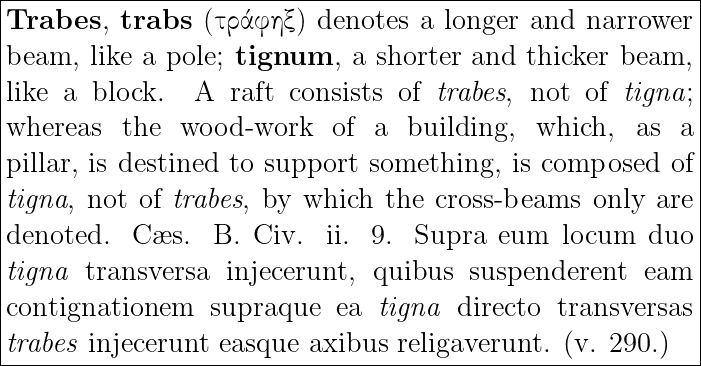 Trabes, trabs (τράφηξ) denotes a longer and narrower
beam, like a pole; tignum, a shorter and thicker beam,
like a block. A raft consists of trabes, not of tigna;
whereas the wood-work of a building, which, as a
pillar, is destined to support something, is composed of
tigna, not of trabes, by which the cross-beams only are
denoted. Cæs. B. Civ. ii. 9. Supra eum locum duo
tigna transversa injecerunt, quibus suspenderent eam
contignationem supraque ea tigna directo transversas
trabes injecerunt easque axibus religaverunt. (v. 290.)